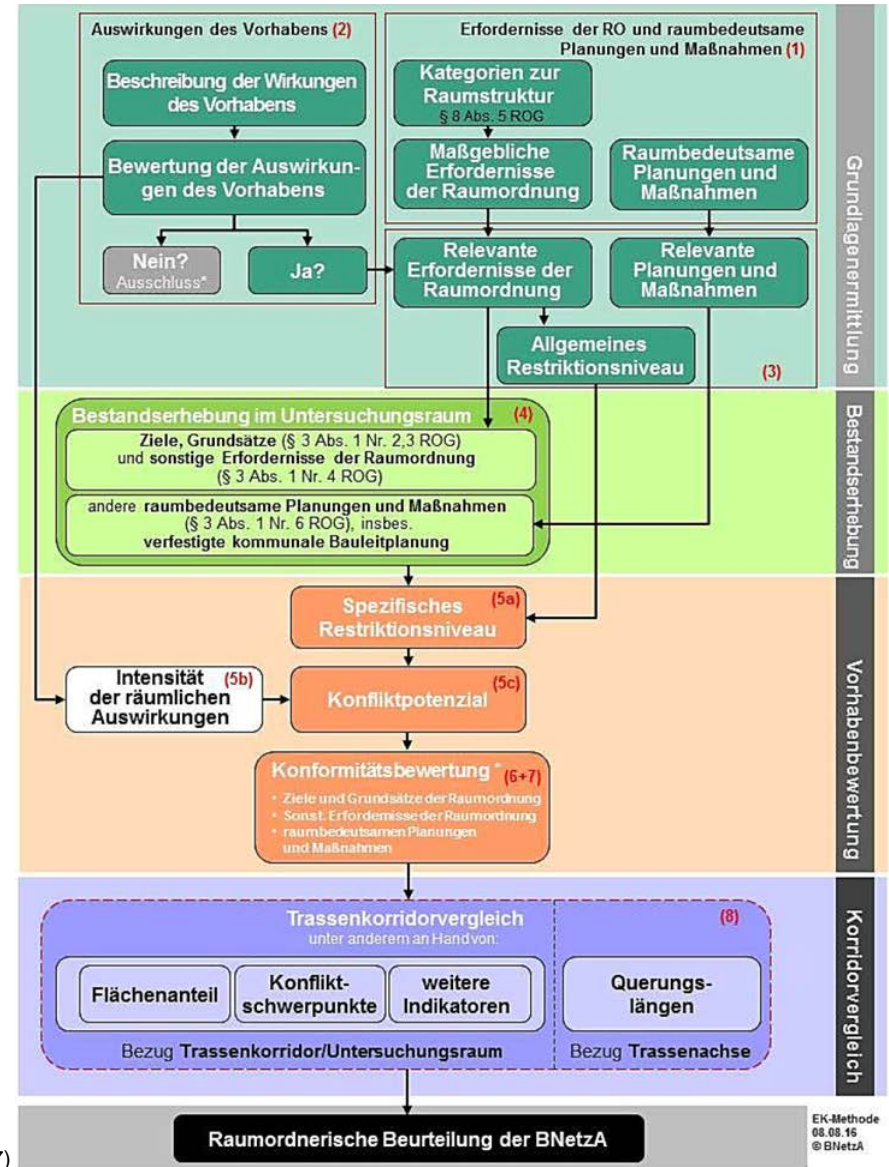 Auswirkungen des Vorhabens (2)
Beschreibung der Wirkungen
des Vorhabens
Bewertung der Auswirkun-
gen des Vorhabens
Nein?
Ausschluss*
Ja?
Erfordernisse der RO und raumbedeutsame
Planungen und Maßnahmen (1)
Kategorien zur
Raumstruktur
§ 8 Abs. 5 ROG
Maßgebliche
Erfordernisse
der Raumordnung
Raumbedeutsame
Planungen und
Maßnahmen
Relevante
Erfordernisse der
Raumordnung
Relevante
Planungen und
Maßnahmen
Allgemeines
Restriktionsniveau
(3)
Grundlagenermittlung
Bestandserhebung im Untersuchungsraum (4)
Ziele, Grundsätze (§ 3 Abs. 1 Nr. 2,3 ROG)
und sonstige Erfordernisse der Raumordnung
(§ 3 Abs. 1 Nr. 4 ROG)
andere raumbedeutsame Planungen und Maßnahmen
(§ 3 Abs. 1 Nr. 6 ROG), insbes.
verfestigte kommunale Bauleitplanung
Bestandserhebung
Spezifisches (5a)
Restriktionsniveau
Intensität (5b)
der räumlichen
Auswirkungen
(5c)
Konfliktpotenzial
Konformitätsbewertung * (6+7)
• Ziele und Grundsätze der Raumordnung
• Sonst. Erfordernisse der Raumordnung
• raumbedeutsamen Planungen
und Maßnahmen
Vorhabenbewertung
Trassenkorridorvergleich (8)
unter anderem an Hand von:
Flächenanteil
Konflikt-
schwerpunkte
weitere
Indikatoren
Querungs-
längen
Bezug Trassenkorridor/Untersuchungsraum
Bezug Trassenachse
Korridorvergleich
Raumordnerische Beurteilung der BNetzA
EK-Methode
08.08.16
© BNetzA